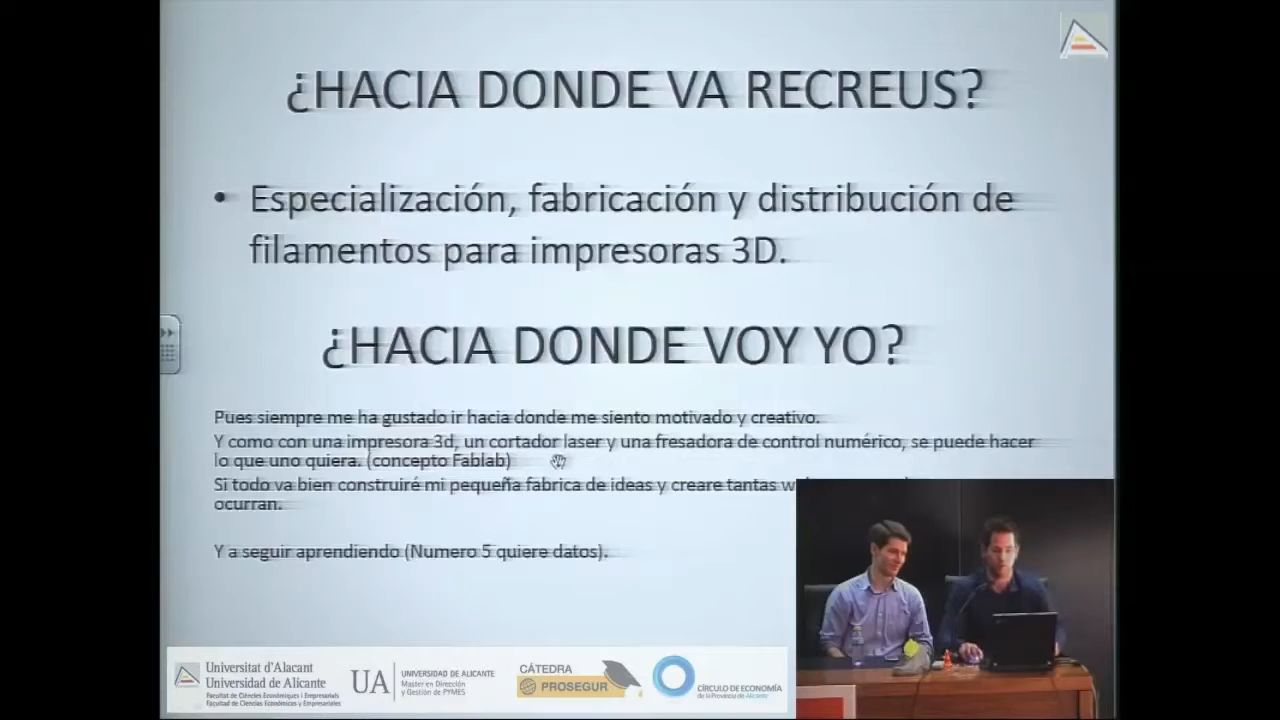 ¿HACIA DONDE VA RECREUS?
• Especialización, fabricación y distribución de
filamentos para impresoras 3D.
¿HACIA DONDE VOY YO?
Pues siempre me ha gustado ir hacia donde me siento motivado y creativo.
Y como con una impresora 3d, un cortador laser y una fresadora de control numérico, se puede hacer
lo que uno quiera. (concepto Fablab)
Si todo va bien construiré mi pequeña fabrica de ideas y creare tantas
ocurran.
Y a seguir aprendiendo (Numero 5 quiere datos).
Universitat d'Alacant
Universidad de Alicante
Facultat de Ciències Econòmiques i Empresarials
Facultad de Ciencias Económicas y Empresariales
UA
UNIVERSIDAD DE ALICANTE
Master en Dirección
y Gestión de PYMES
CÁTEDRA
PROSEGUR
CÍRCULO DE ECONOMÍA
de la Provincia de Alicante